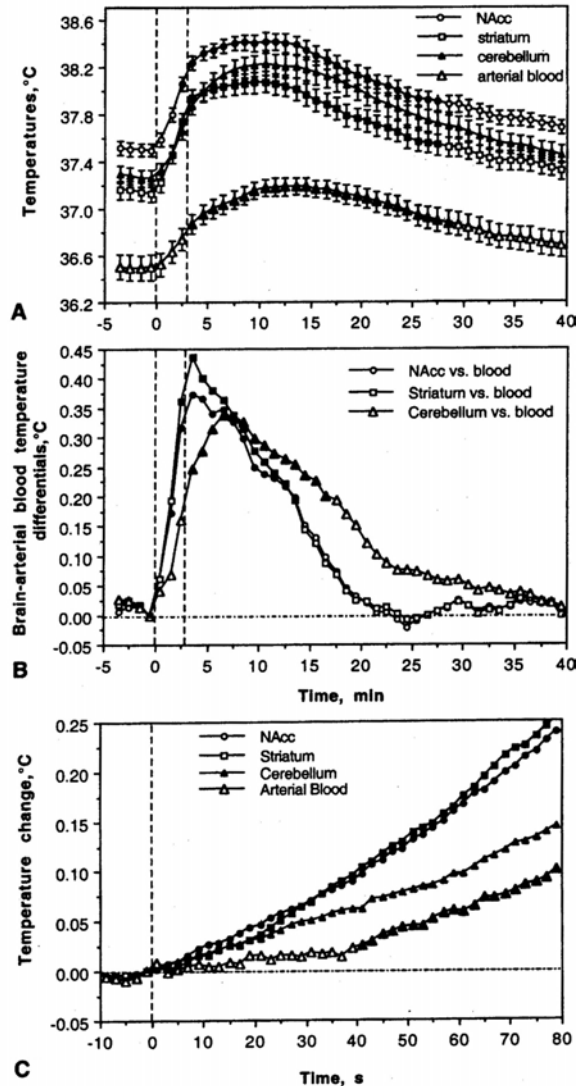 38.6
38.2
37.8
37.4
37.0
36.6
36.2
Temperatures,°C
NAcc
striatum
cerebellum
arterial blood
A
-5 0 5 10 15 20 25 30 35 40
0.45
0.40
0.35
0.30
0.25
0.20
0.15
0.10
0.05
0.00
-0.05
Brain-arterial blood temperature
differentials,°C
NAcc vs. blood
Striatum vs. blood
Cerebellum vs. blood
B
-5 0 5 10 15 20 25 30 35 40
Time, min
0.25
0.20
0.15
0.10
0.05
0.00
-0.05
Temperature change,°C
NAcc
Striatum
Cerebellum
Arterial Blood
C
-10 0 10 20 30 40 50 60 70 80
Time, s